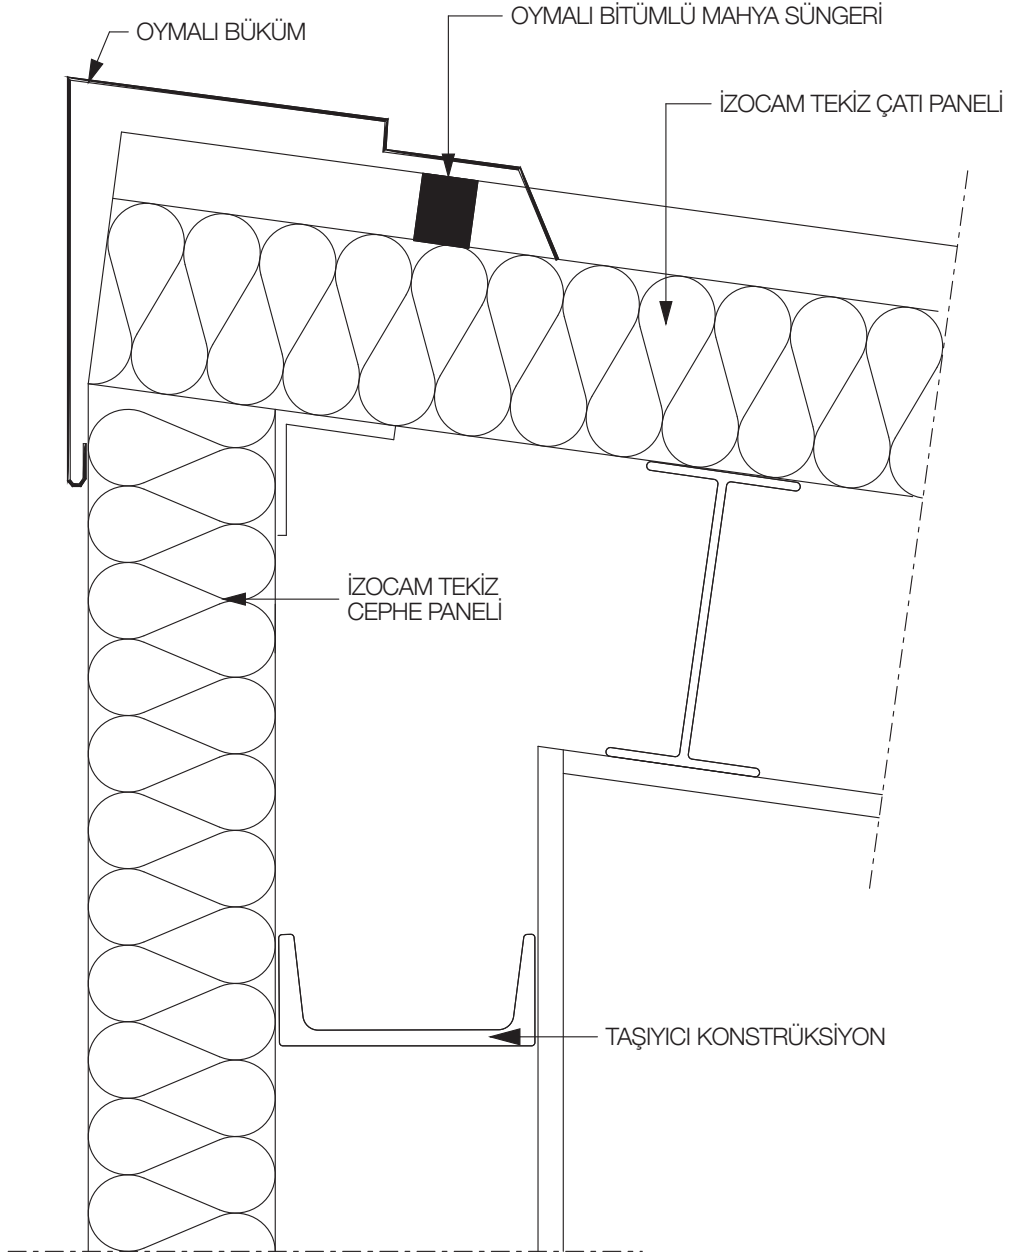 OYMALI BİTÜMLÜ MAHYA SÜNGERİ
OYMALI BÜKÜM
İZOCAM TEKİZ ÇATI PANELİ
İZOCAM TEKİZ
CEPHE PANELİ
TAŞIYICI KONSTRÜKSİYON